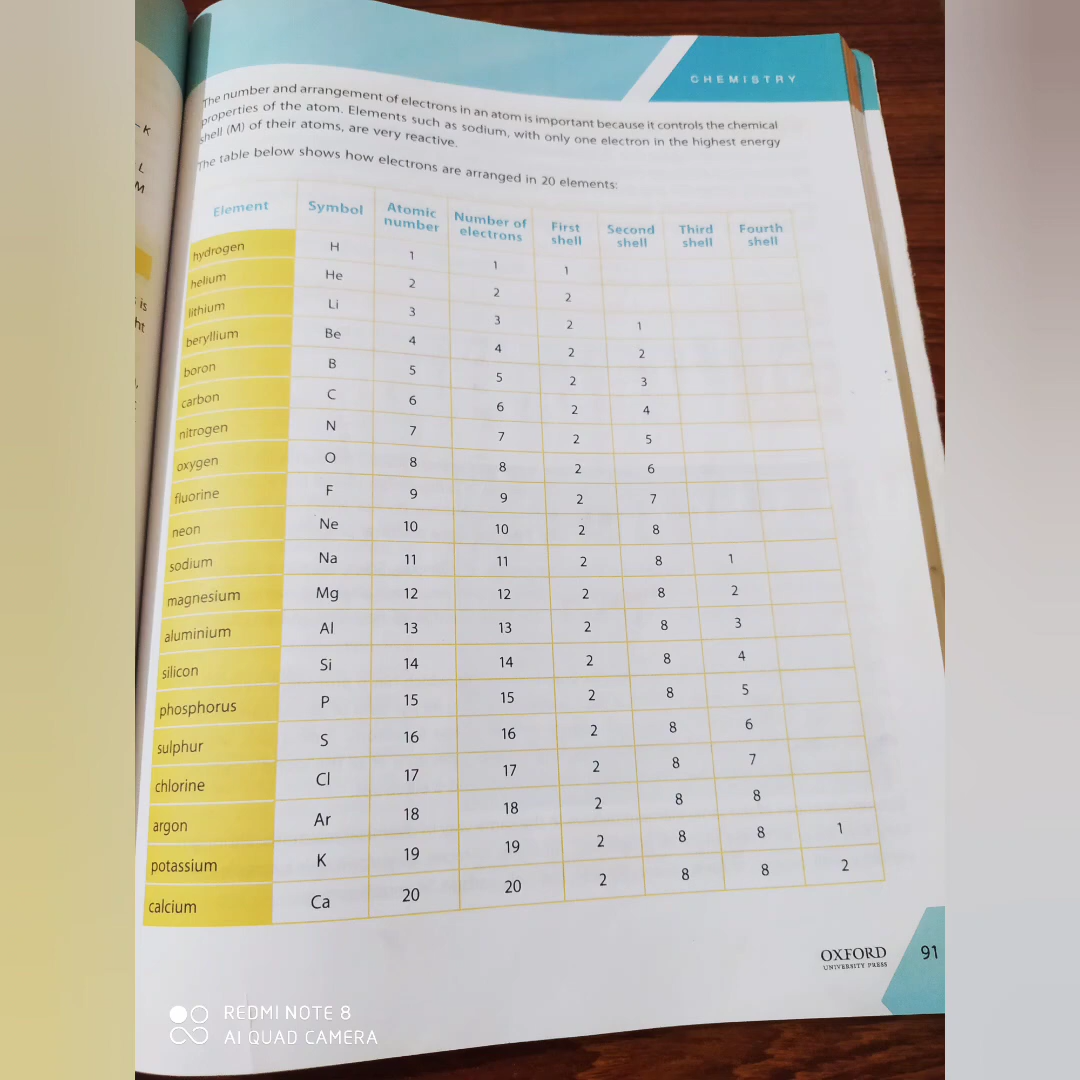 CHEMISTRY
The number and arrangement of electrons in an atom is important because it controls the chemical
properties of the atom. Elements such as sodium, with only one electron in the highest energy
shell (M) of their atoms, are very reactive.
The table below shows how electrons are arranged in 20 elements:
Element Symbol Atomic number Number of electrons First shell Second shell Third shell Fourth shell
hydrogen H 1 1 1
helium He 2 2 2
lithium Li 3 3 2 1
beryllium Be 4 4 2 2
boron B 5 5 2 3
carbon C 6 6 2 4
nitrogen N 7 7 2 5
oxygen O 8 8 2 6
fluorine F 9 9 2 7
neon Ne 10 10 2 8
sodium Na 11 11 2 8 1
magnesium Mg 12 12 2 8 2
aluminium Al 13 13 2 8 3
silicon Si 14 14 2 8 4
phosphorus P 15 15 2 8 5
sulphur S 16 16 2 8 6
chlorine Cl 17 17 2 8 7
argon Ar 18 18 2 8 8
potassium K 19 19 2 8 8 1
calcium Ca 20 20 2 8 8 2
OXFORD
UNIVERSITY PRESS
91
REDMI NOTE 8
AI QUAD CAMERA